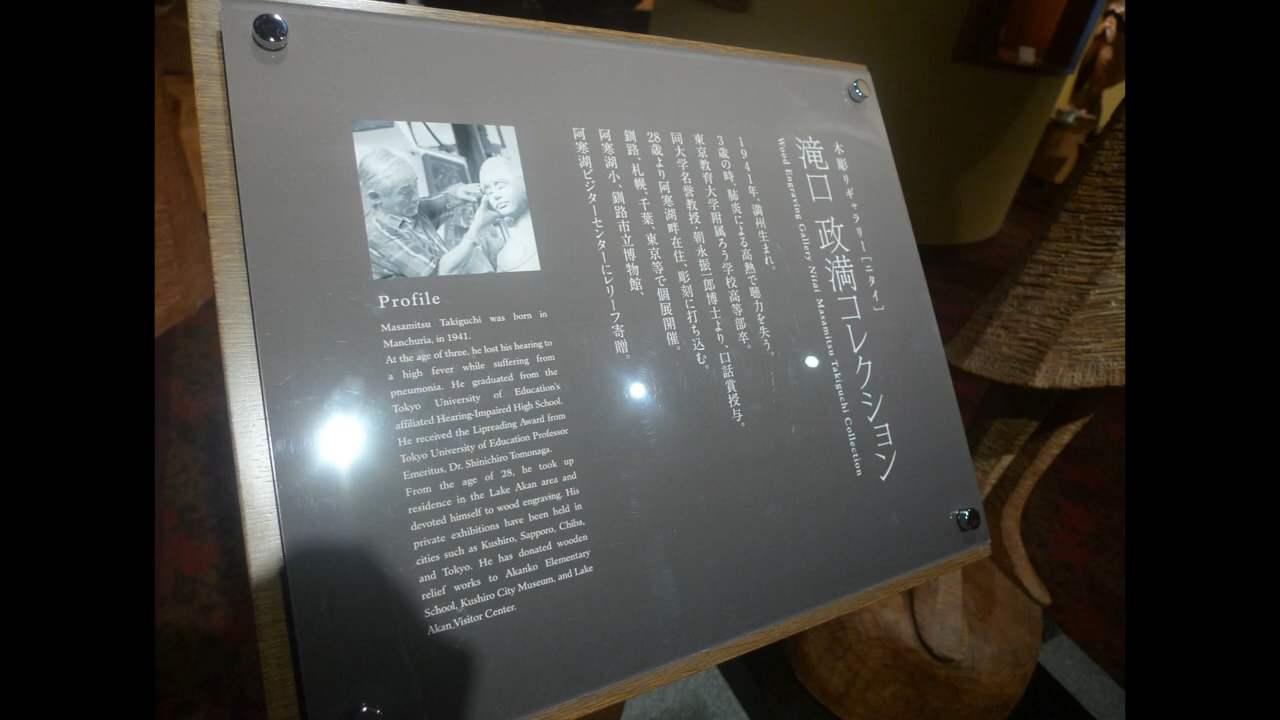 木彫りギャラリー［ニタイ］
滝口 政満コレクション
Wood Engraving Gallery Nitai Masamitsu Takiguchi Collection
1941年、満州生まれ。
3歳の時、肺炎による高熱で聴力を失う。
東京教育大学附属ろう学校高等部卒。
同大学名誉教授・朝永振一郎博士より、口話賞授与。
28歳より阿寒湖畔在住、彫刻に打ち込む。
釧路、札幌、千葉、東京等で個展開催。
阿寒湖小、釧路市立博物館、
阿寒湖ビジターセンターにレリーフ寄贈。
Profile
Masamitsu Takiguchi was born in
Manchuria, in 1941.
At the age of three, he lost his hearing to
a high fever while suffering from
pneumonia. He graduated from the
Tokyo University of Education's
affiliated Hearing-Impaired High School.
He received the Lipreading Award from
Tokyo University of Education Professor
Emeritus, Dr. Shinichiro Tomonaga.
From the age of 28, he took up
residence in the Lake Akan area and
devoted himself to wood engraving. His
private exhibitions have been held in
cities such as Kushiro, Sapporo, Chiba,
and Tokyo. He has donated wooden
relief works to Akanko Elementary
School, Kushiro City Museum, and Lake
Akan Visitor Center.